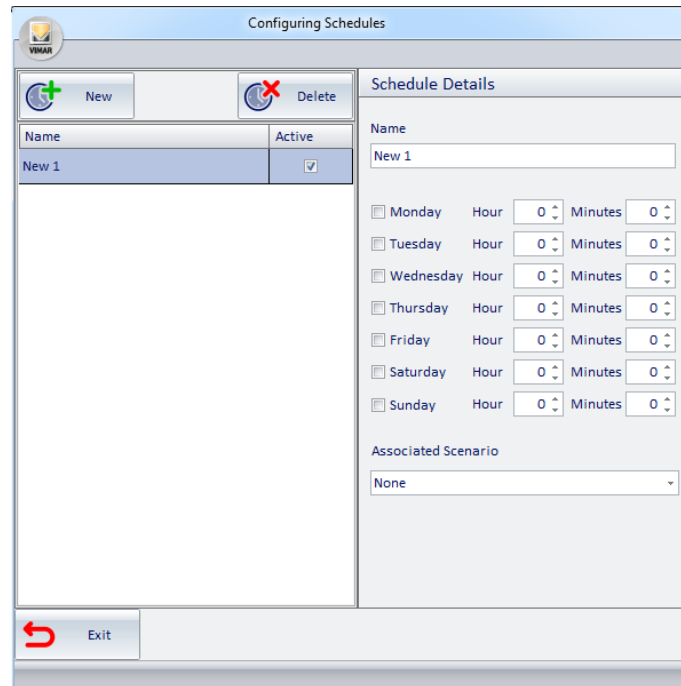 Configuring Schedules
VIMAR
New
Delete
Name Active
New 1
Schedule Details
Name
New 1
Monday Hour 0 Minutes 0
Tuesday Hour 0 Minutes 0
Wednesday Hour 0 Minutes 0
Thursday Hour 0 Minutes 0
Friday Hour 0 Minutes 0
Saturday Hour 0 Minutes 0
Sunday Hour 0 Minutes 0
Associated Scenario
None
Exit